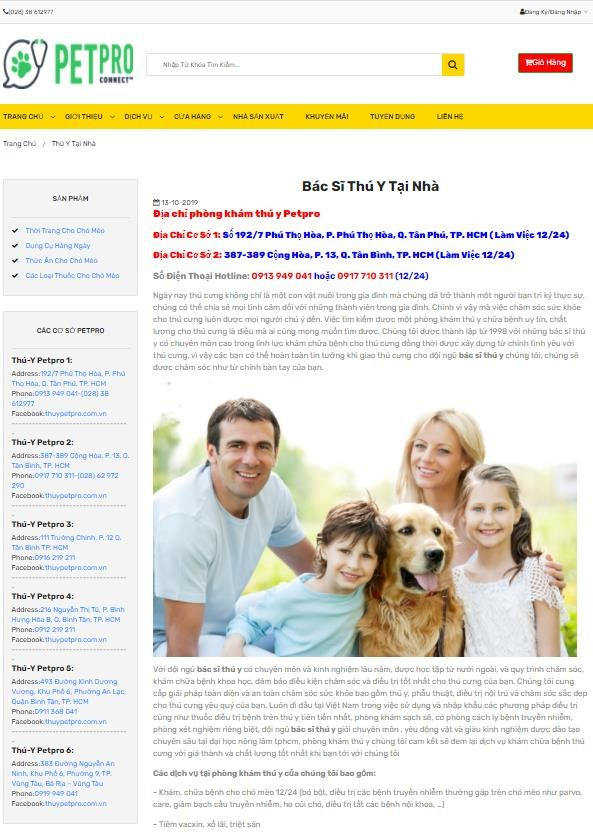 (028) 38 612977
Đăng Ký/Đăng Nhập
PETPRO
CONNECT™
Nhập Từ Khóa Tìm Kiếm...
Giỏ Hàng
TRANG CHỦ
GIỚI THIỆU
DỊCH VỤ
CỬA HÀNG
NHÀ SẢN XUẤT
KHUYẾN MÃI
TUYỂN DỤNG
LIÊN HỆ
Trang Chủ / Thú Y Tại Nhà
SẢN PHẨM
Thời Trang Cho Chó Mèo
Dụng Cụ Hằng Ngày
Thức Ăn Cho Chó Mèo
Các Loại Thuốc Cho Chó Mèo
CÁC CƠ SỞ PETPRO
Thú-Y Petpro 1:
Address:192/7 Phú Thọ Hòa, P. Phú
Thọ Hòa, Q. Tân Phú, TP. HCM
Phone:0913 949 041-(028) 38
612977
Facebook:thuypetpro.com.vn
Thú-Y Petpro 2:
Address:387-389 Cộng Hòa, P. 13, Q.
Tân Bình, TP. HCM
Phone:0917 710 311-(028) 62 972
290
Facebook:thuypetpro.com.vn
Thú-Y Petpro 3:
Address:111 Trường Chinh, P. 12 Q.
Tân Bình TP. HCM
Phone:0916 219 211
Facebook:thuypetpro.com.vn
Thú-Y Petpro 4:
Address:216 Nguyễn Thị Tú, P. Bình
Hưng Hòa B, Q. Bình Tân, TP. HCM
Phone:0912 219 211
Facebook:thuypetpro.com.vn
Thú-Y Petpro 5:
Address:493 Đường Kinh Dương
Vương, Khu Phố 6, Phường An Lạc,
Quận Bình Tân, TP. HCM
Phone:0911 368 041
Facebook:thuypetpro.com.vn
Thú-Y Petpro 6:
Address:383 Đường Nguyễn An
Ninh, Khu Phố 6, Phường 9, TP.
Vũng Tàu, Bà Rịa – Vũng Tàu
Phone:0919 949 041
Facebook:thuypetpro.com.vn
Bác Sĩ Thú Y Tại Nhà
13-10-2019
Địa chỉ phòng khám thú y Petpro
Địa Chỉ Cơ Sở 1: Số 192/7 Phú Thọ Hòa, P. Phú Thọ Hòa, Q. Tân Phú, TP. HCM ( Làm Việc 12/24)
Địa Chỉ Cơ Sở 2: 387-389 Cộng Hòa, P. 13, Q. Tân Bình, TP. HCM (Làm Việc 12/24)
Số Điện Thoại Hotline: 0913 949 041 hoặc 0917 710 311 (12/24)
Ngày nay thú cưng không chỉ là một con vật nuôi trong gia đình mà chúng đã trở thành một người bạn tri kỷ thực sự,
chúng có thể chia sẻ mọi tình cảm đối với những thành viên trong gia đình. Chính vì vậy mà việc chăm sóc sức khỏe
cho thú cưng luôn được mọi người chú ý đến. Việc tìm kiếm được một phòng khám thú y chữa bệnh uy tín, chất
lượng cho thú cưng là điều mà ai cũng mong muốn tìm được. Chúng tôi được thành lập từ 1998 với những bác sĩ thú
y có chuyên môn cao trong lĩnh lực khám chữa bệnh cho thú cưng đồng thời được xây dựng từ chính tình yêu với
thú cưng, vì vậy các bạn có thể hoàn toàn tin tưởng khi giao thú cưng cho đội ngũ bác sĩ thú y chúng tôi, chúng sẽ
được chăm sóc như từ chính bàn tay của bạn.
Với đội ngũ bác sĩ thú y có chuyên môn và kinh nghiệm lâu năm, được học tập từ nười ngoài, và quy trình chăm sóc,
khám chữa bệnh khoa học, đảm bảo điều kiện chăm sóc và điều trị tốt nhất cho thú cưng của bạn. Chúng tôi cung
cấp giải pháp toàn diện và an toàn chăm sóc sức khỏe bao gồm thú y, phẫu thuật, điều trị nội trú và chăm sóc sắc đẹp
cho thú cưng yêu quý của bạn. Luôn đi đầu tại Việt Nam trong việc sử dụng và nhập khẩu các phương pháp điều trị
cũng như thuốc điều trị bệnh trên thú y tiên tiến nhất, phòng khám sạch sẽ, có phòng cách ly bệnh truyền nhiễm,
phòng xét nghiệm riêng biệt, đội ngũ bác sĩ thú y giỏi chuyên môn , yêu động vật và giàu kinh nghiệm được đào tạo
chuyên sâu tại đại học nông lâm tphcm, phòng khám thú y chúng tôi cam kết sẽ đem lại dịch vụ khám chữa bệnh thú
cưng với giá thành và chất lượng tốt nhất khi bạn tới với chúng tôi
Các dịch vụ tại phòng khám thú y của chúng tôi bao gồm:
– Khám, chữa bệnh cho chó mèo 12/24 (bó bột, điều trị các bệnh truyền nhiễm thường gặp trên chó mèo như parvo,
care, giảm bạch cầu truyền nhiễm, ho cũi chó, điều trị tất các bệnh nội khoa, ...)
– Tiêm vacxin, xổ lãi, triệt sản